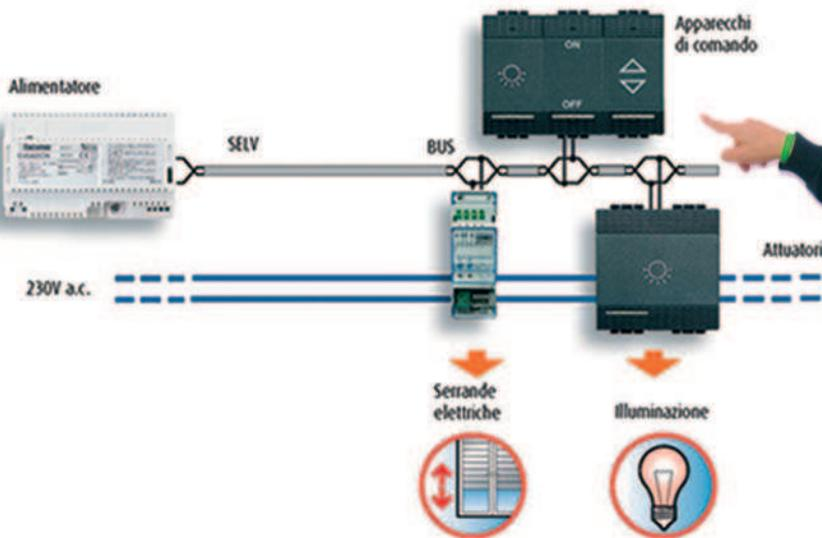 Apparecchi
di comando
ON
OFF
Alimentatore
SELV
BUS
230V a.c.
Attuatori
Serrande
elettriche
Illuminazione